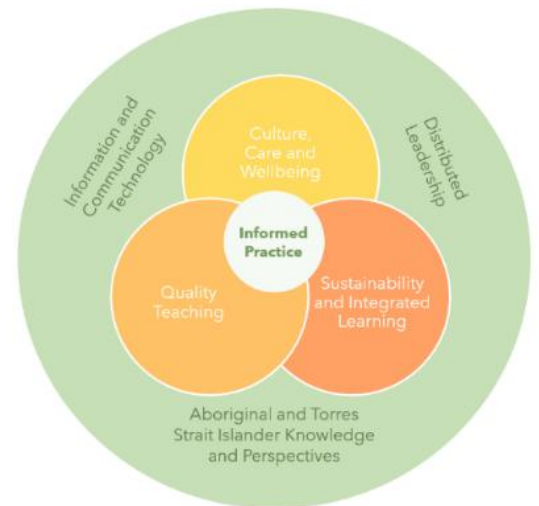 Information and
Communication
Technology
Distributed
Leadership
Culture,
Care and
Wellbeing
Informed
Practice
Quality
Teaching
Sustainability
and Integrated
Learning
Aboriginal and Torres
Strait Islander Knowledge
and Perspectives